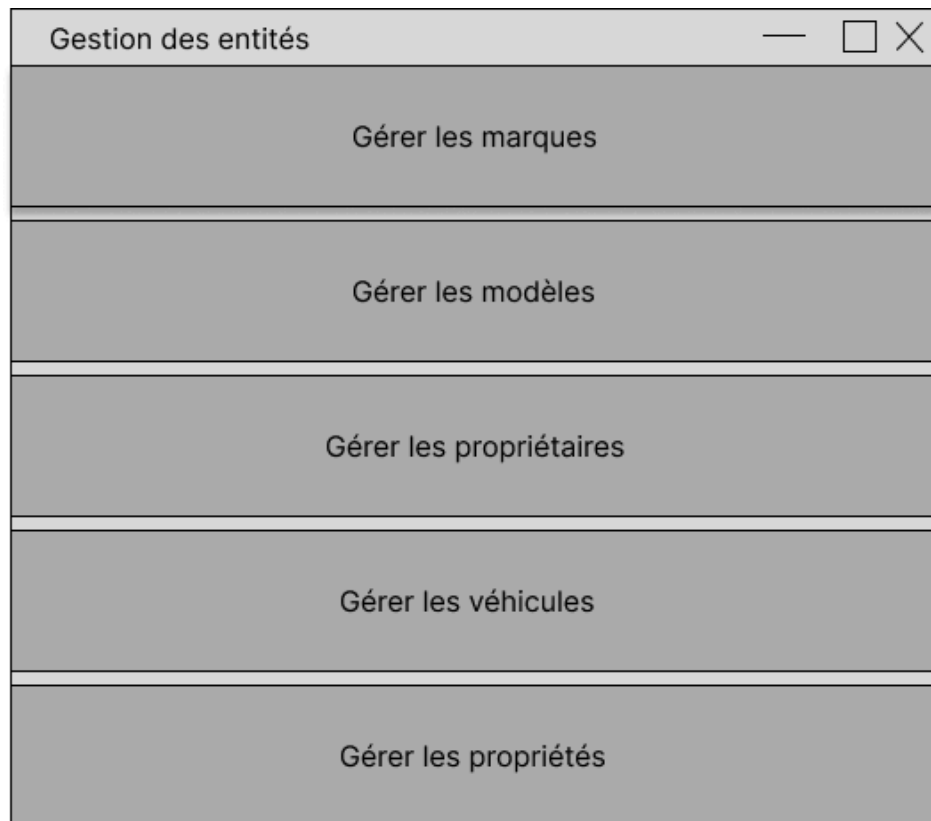 Gestion des entités
Gérer les marques
Gérer les modèles
Gérer les propriétaires
Gérer les véhicules
Gérer les propriétés